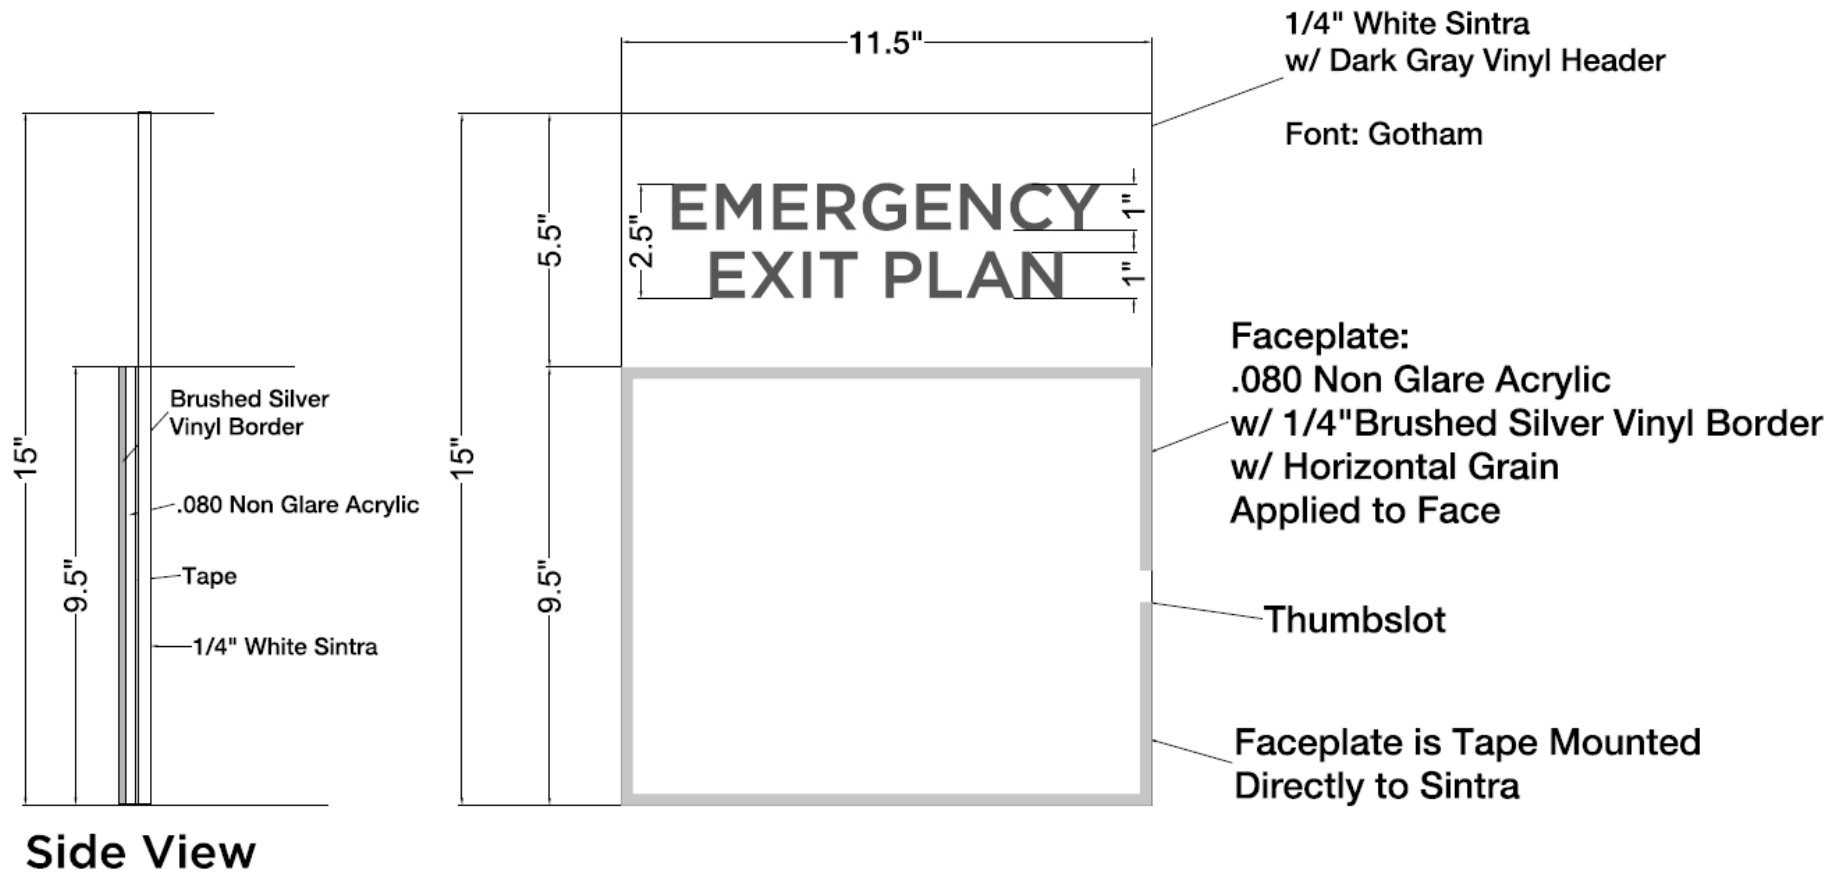 11.5"
1/4" White Sintra
w/ Dark Gray Vinyl Header
Font: Gotham
EMERGENCY
EXIT PLAN
1"
1"
2.5"
5.5"
15"
9.5"
15"
9.5"
Brushed Silver
Vinyl Border
.080 Non Glare Acrylic
Tape
1/4" White Sintra
Faceplate:
.080 Non Glare Acrylic
w/ 1/4"Brushed Silver Vinyl Border
w/ Horizontal Grain
Applied to Face
Thumbslot
Faceplate is Tape Mounted
Directly to Sintra
Side View